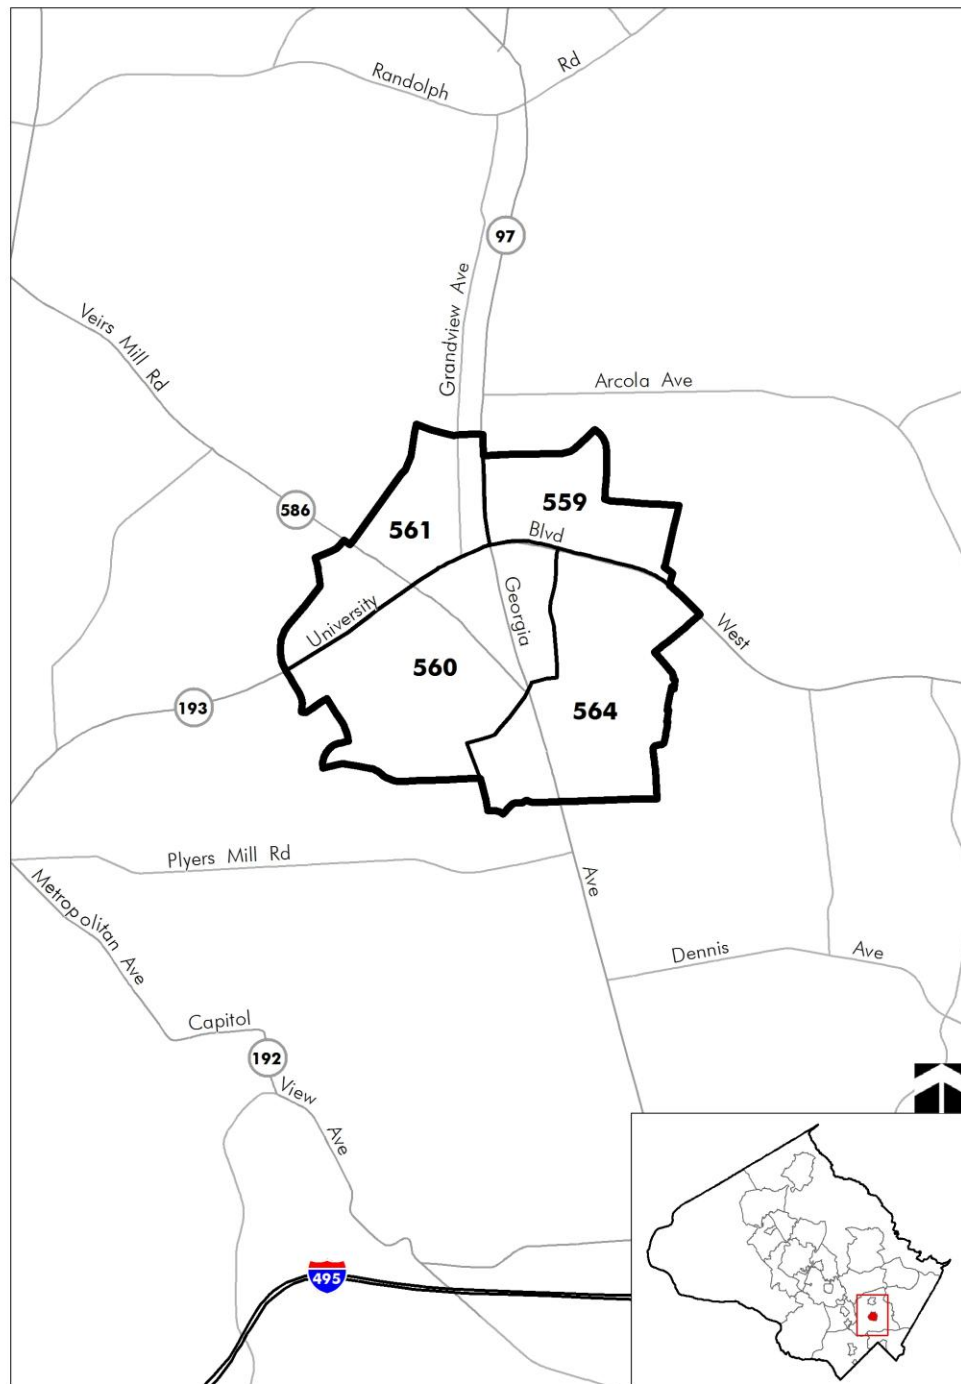 Randolph Rd
97
Grandview Ave
Veirs Mill Rd
Arcola Ave
586
561
559
Blvd
University
Georgia
West
560
564
193
Plyers Mill Rd
Metropolitan Ave
Ave
Dennis Ave
Capitol
192
View
Ave
495